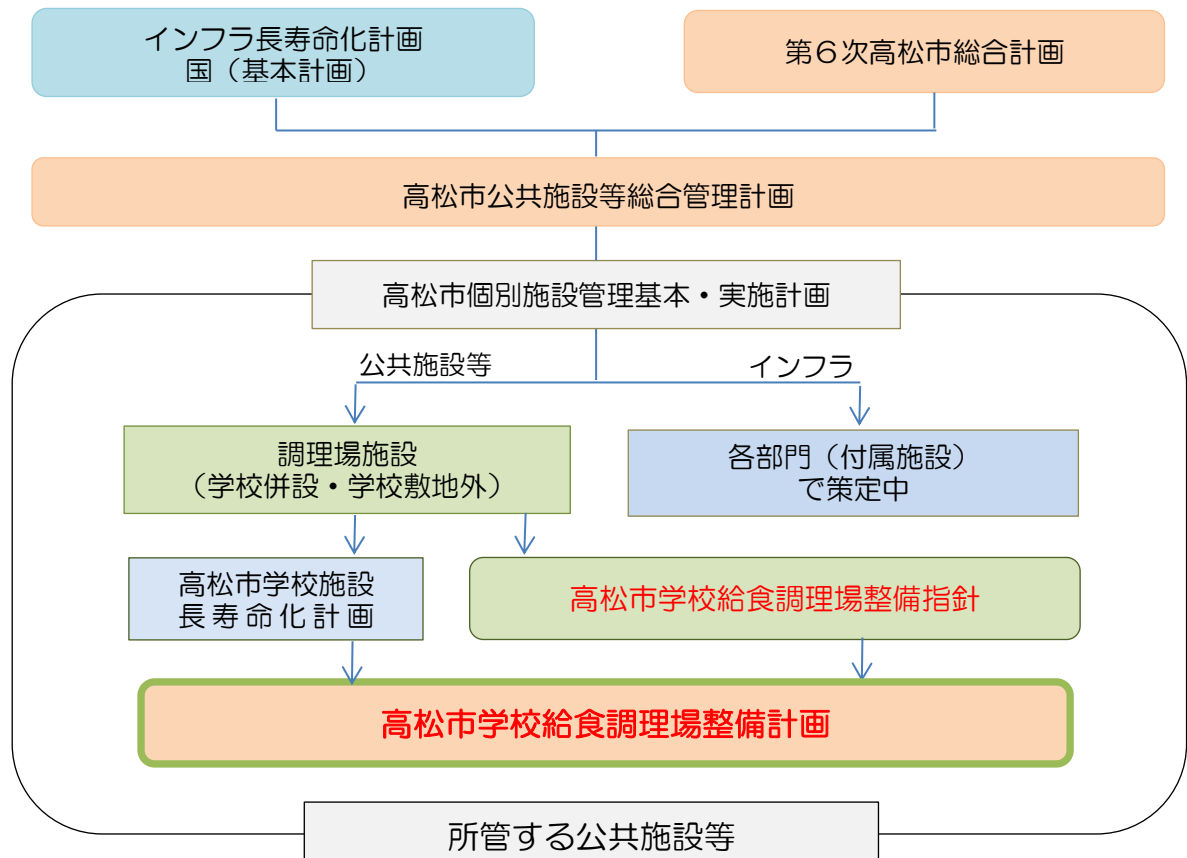 インフラ長寿命化計画
国（基本計画）
第６次高松市総合計画
高松市公共施設等総合管理計画
高松市個別施設管理基本・実施計画
公共施設等
インフラ
調理場施設
（学校併設・学校敷地外）
各部門（付属施設）
で策定中
高松市学校施設
長寿命化計画
高松市学校給食調理場整備指針
高松市学校給食調理場整備計画
所管する公共施設等